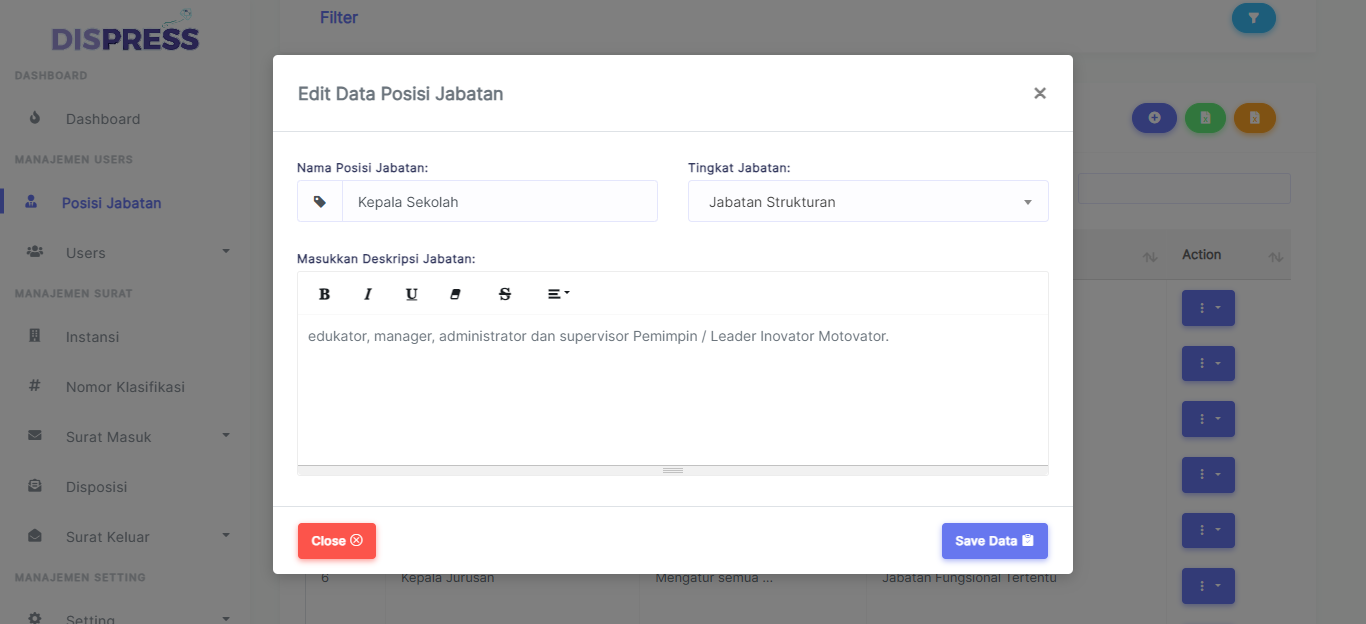 DISPRESS
Filter
DASHBOARD
Dashboard
MANAJEMEN USERS
Posisi Jabatan
Users
MANAJEMEN SURAT
Instansi
# Nomor Klasifikasi
Surat Masuk
Disposisi
Surat Keluar
MANAJEMEN SETTING
Setting
Edit Data Posisi Jabatan
×
Nama Posisi Jabatan:
Tingkat Jabatan:
Kepala Sekolah
Jabatan Strukturan
Masukkan Deskripsi Jabatan:
B I U S
edukator, manager, administrator dan supervisor Pemimpin / Leader Inovator Motovator.
Close
Save Data
Action
6 Kepala Jurusan Mengatur semua ... Jabatan Fungsional Tertentu